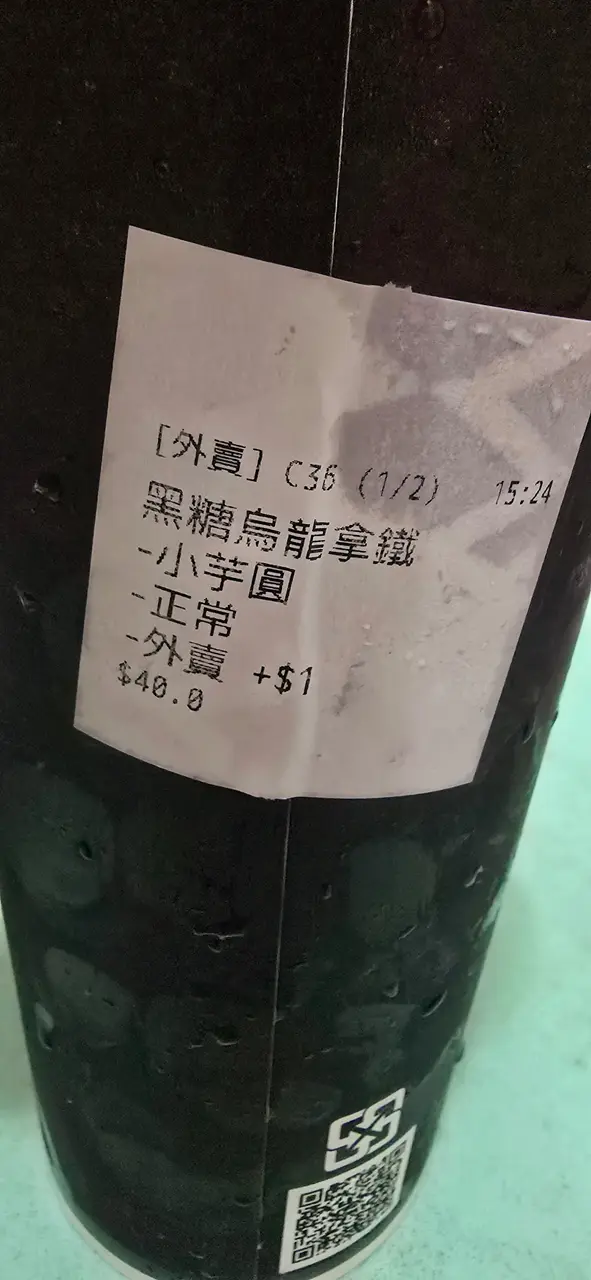 [外賣] C36 (1/2) 15:24
黑糖烏龍拿鐵
-小芋圓
-正常
-外賣 +$1
$40.0